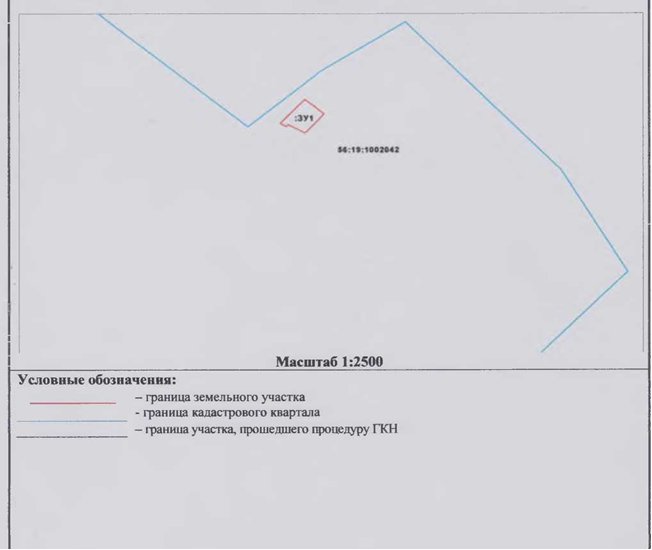 :ЗУ1
56:19:1002042
Масштаб 1:2500
Условные обозначения:
– граница земельного участка
- граница кадастрового квартала
– граница участка, прошедшего процедуру ГКН